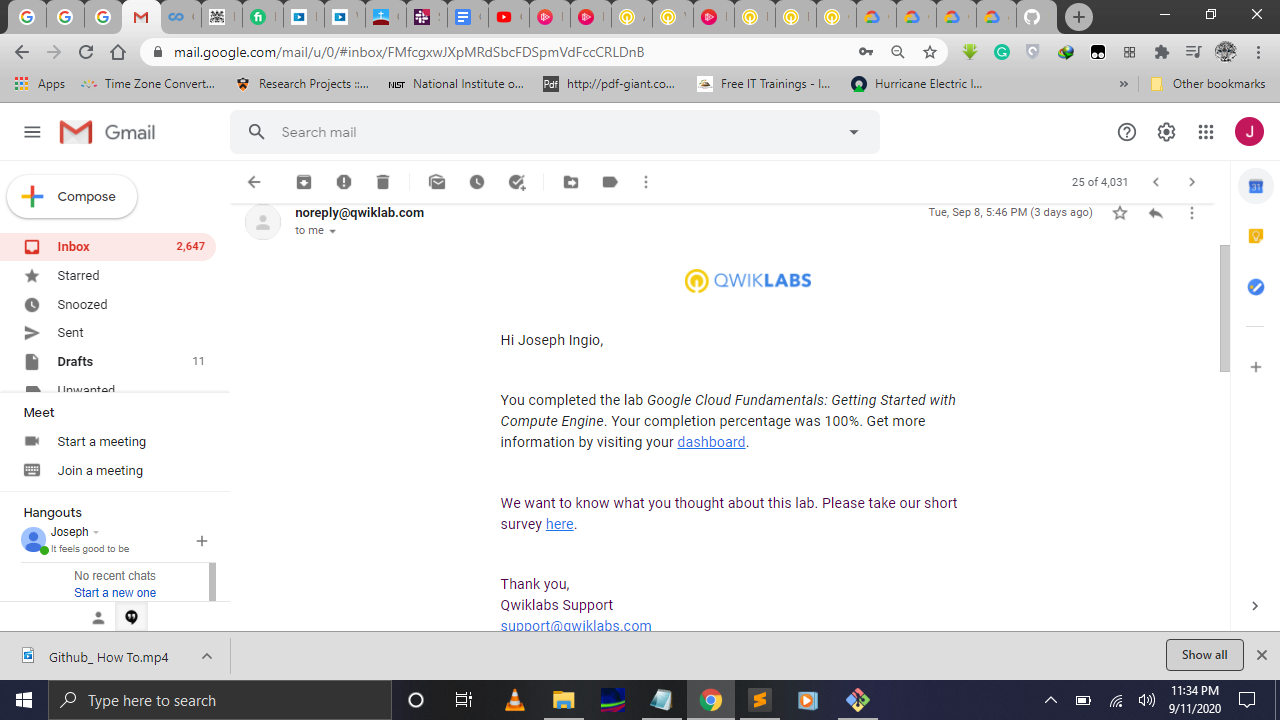 mail.google.com/mail/u/0/#inbox/FMfcgxwJXpMRdSbcFDSpmVdFccCRLDnB
Apps
Time Zone Convert...
Research Projects ::...
NIST National Institute o...
Pdf http://pdf-giant.co...
Free IT Trainings - I...
Hurricane Electric I...
»
Other bookmarks
Gmail
Search mail
J
Compose
25 of 4,031
Inbox 2,647
Starred
Snoozed
Sent
Drafts 11
Unwanted
Meet
Start a meeting
Join a meeting
Hangouts
Joseph
It feels good to be
No recent chats
Start a new one
noreply@qwiklab.com
Tue, Sep 8, 5:46 PM (3 days ago)
to me
QWIKLABS
Hi Joseph Ingio,
You completed the lab Google Cloud Fundamentals: Getting Started with
Compute Engine. Your completion percentage was 100%. Get more
information by visiting your dashboard.
We want to know what you thought about this lab. Please take our short
survey here.
Thank you,
Qwiklabs Support
support@qwiklabs.com
31
Github_ How To.mp4
Show all
Type here to search
11:34 PM
9/11/2020